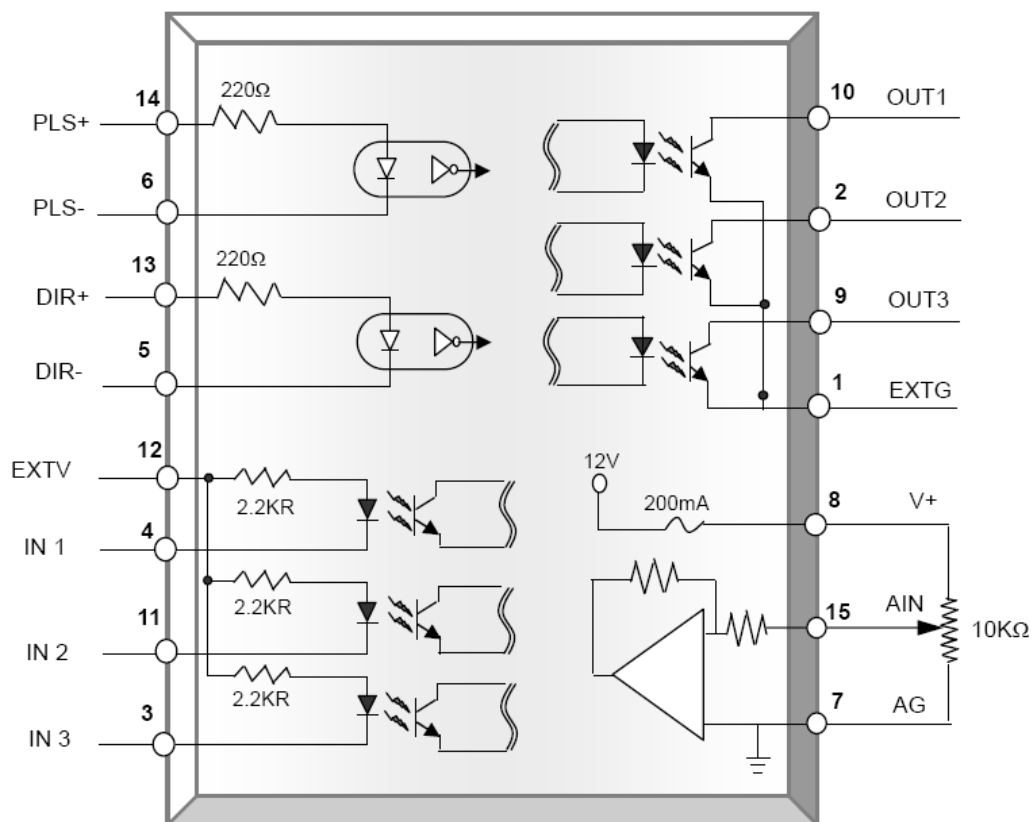 14
220Ω
PLS+
6
PLS-
13
220Ω
DIR+
5
DIR-
12
EXTV
2.2KR
4
IN 1
2.2KR
11
IN 2
2.2KR
3
IN 3
10
OUT1
2
OUT2
9
OUT3
1
EXTG
12V
200mA
8
V+
15
AIN
10KΩ
7
AG